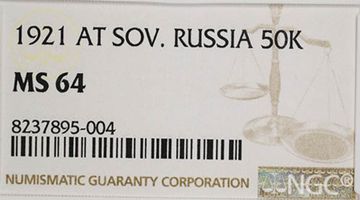 1921 AT SOV. RUSSIA 50K
MS 64
8237895-004
NUMISMATIC GUARANTY CORPORATION
NGC®